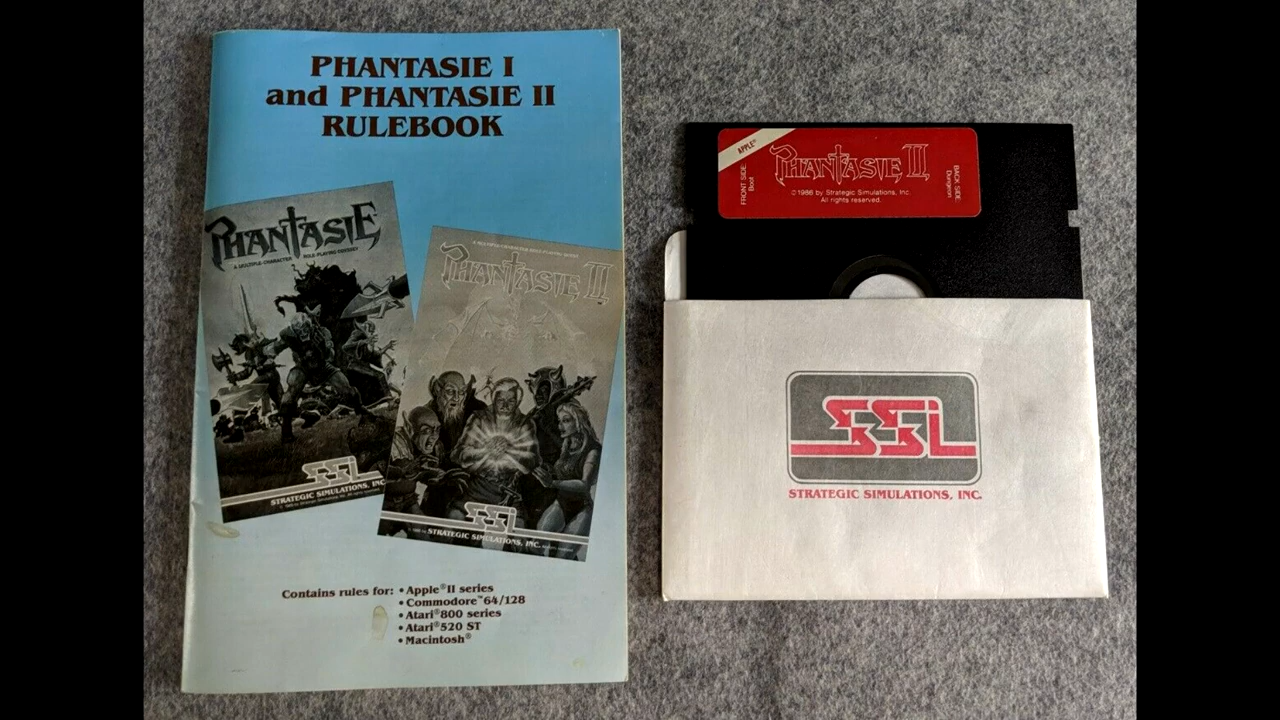 PHANTASIE I
and PHANTASIE II
RULEBOOK
PHANTASIE
A MULTIPLE-CHARACTER ROLE-PLAYING ODYSSEY
SSI
STRATEGIC SIMULATIONS, INC.
PHANTASIE II
SSI
STRATEGIC SIMULATIONS, INC.
Contains rules for: • Apple® II series
• Commodore™ 64/128
• Atari® 800 series
• Atari® 520 ST
• Macintosh®
APPLE™
PHANTASIE II
FRONT SIDE:
Boot
© 1986 by Strategic Simulations, Inc.
All rights reserved.
BACK SIDE:
Dungeon
SSI
STRATEGIC SIMULATIONS, INC.